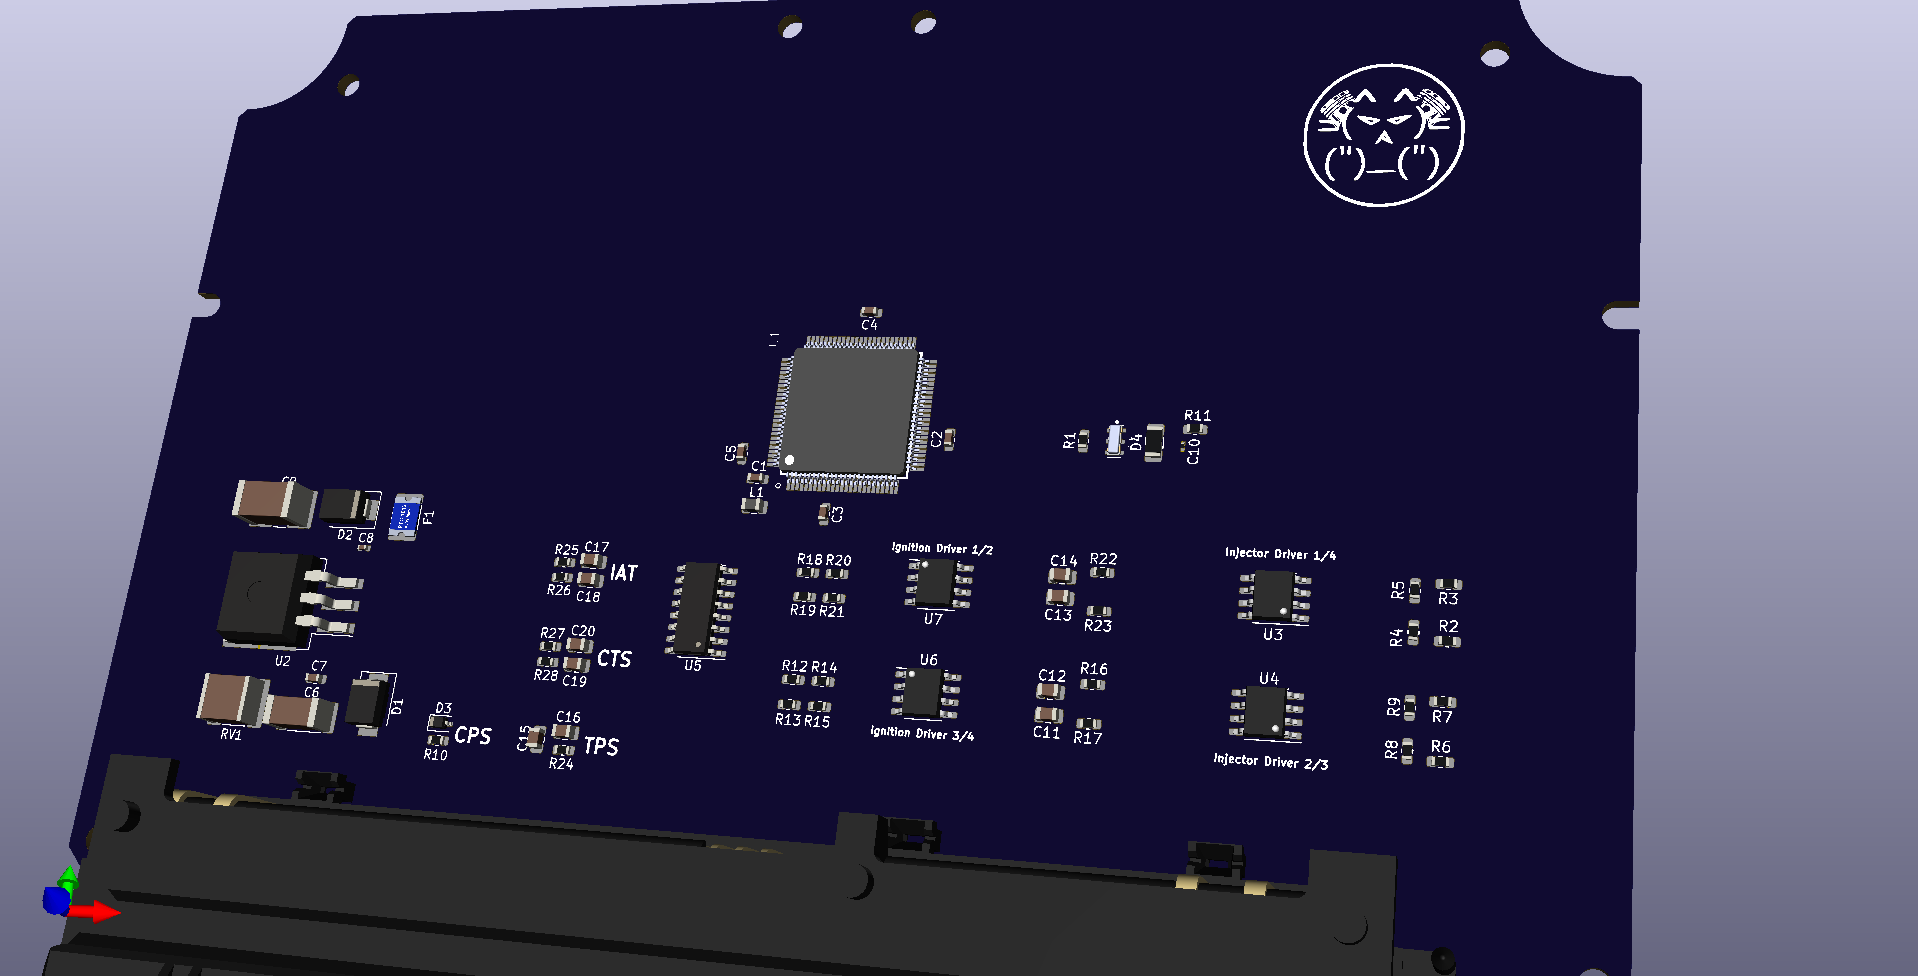 C4
C5
C2
C1
L1
C3
R1
D4
R11
C10
D2
C8
F1
U2
C7
C6
RV1
D1
D3
R10
CPS
C15
C16
R24
TPS
R25
C17
R26
C18
IAT
R27
C20
R28
C19
CTS
U5
R18
R20
R19
R21
Ignition Driver 1/2
U7
R12
R14
R13
R15
U6
Ignition Driver 3/4
C14
R22
C13
R23
C12
R16
C11
R17
Injector Driver 1/4
U3
U4
Injector Driver 2/3
R5
R3
R4
R2
R9
R7
R8
R6